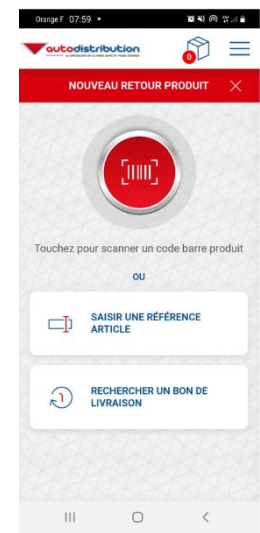 Orange F 07:59
autodistribution
0
NOUVEAU RETOUR PRODUIT
Touchez pour scanner un code barre produit
OU
SAISIR UNE RÉFÉRENCE
ARTICLE
RECHERCHER UN BON DE
LIVRAISON